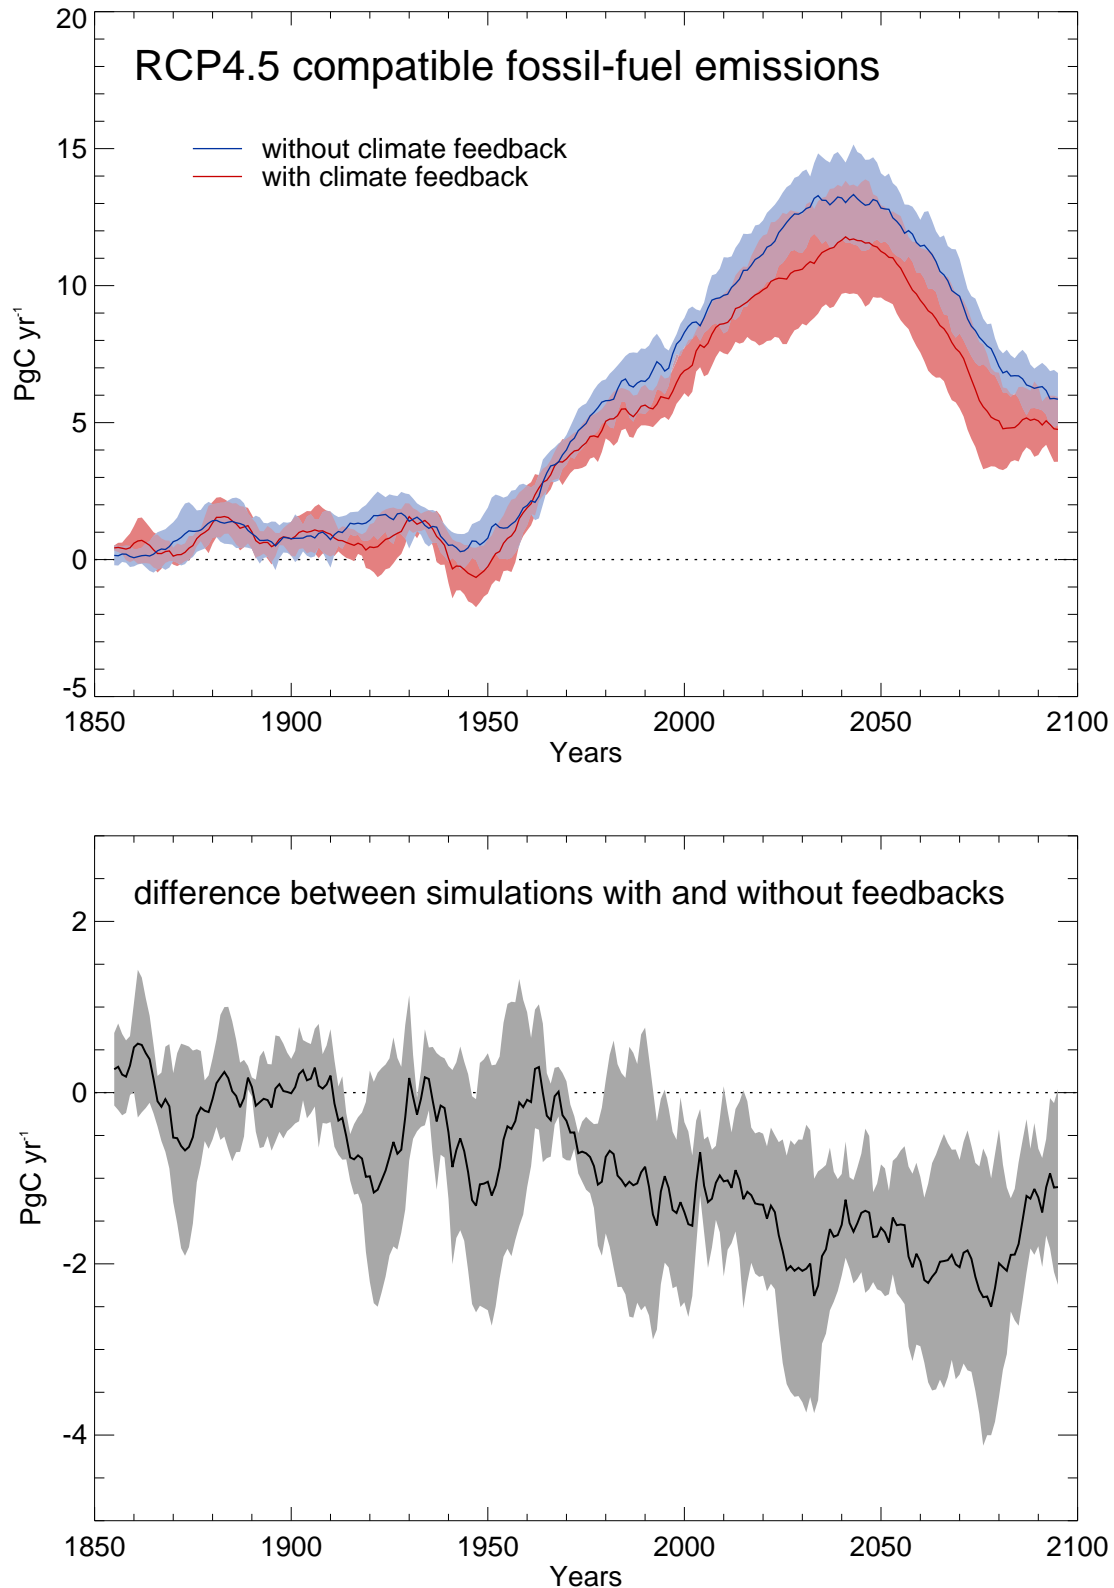 20
RCP4.5 compatible fossil-fuel emissions
15
without climate feedback
with climate feedback
10
PgC yr-1
5
0
-5
1850 1900 1950 2000 2050 2100
Years
difference between simulations with and without feedbacks
2
0
PgC yr-1
-2
-4
1850 1900 1950 2000 2050 2100
Years